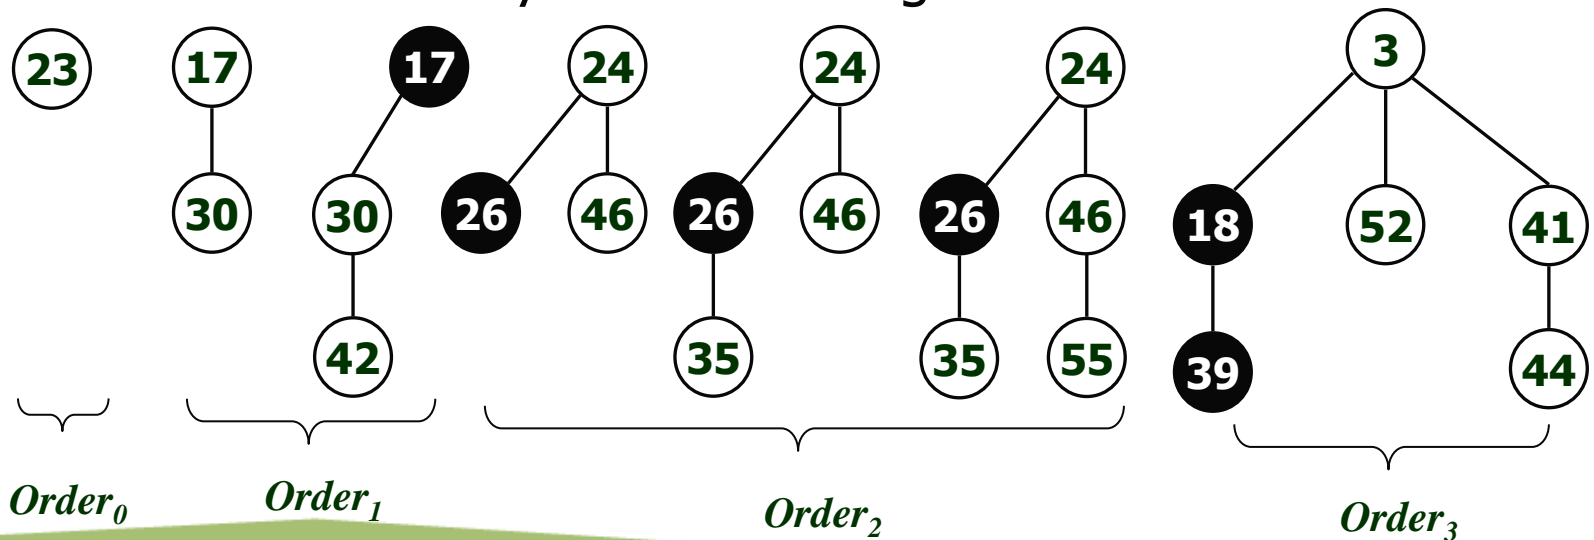 23 17 17 24 24 24 3
30 30 26 46 26 46 26 46 18 52 41
42 35 35 55 39 44
Order0 Order1 Order2 Order3